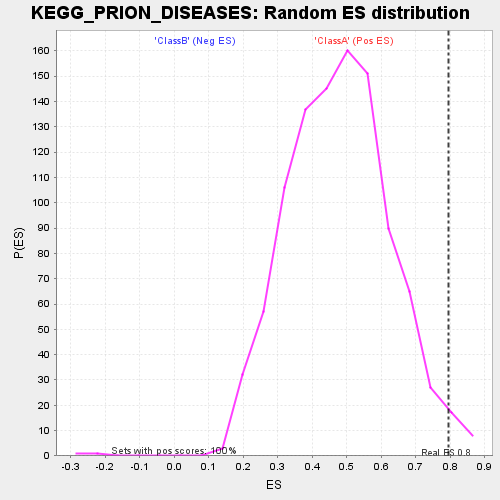 KEGG_PRION_DISEASES: Random ES distribution
'ClassB' (Neg ES) 'ClassA' (Pos ES)
160
150
140
130
120
110
100
90
80
70
60
50
40
30
20
10
0
P(ES)
Sets with pos scores: 100%
Real ES 0.8
-0.3 -0.2 -0.1 0.0 0.1 0.2 0.3 0.4 0.5 0.6 0.7 0.8 0.9
ES